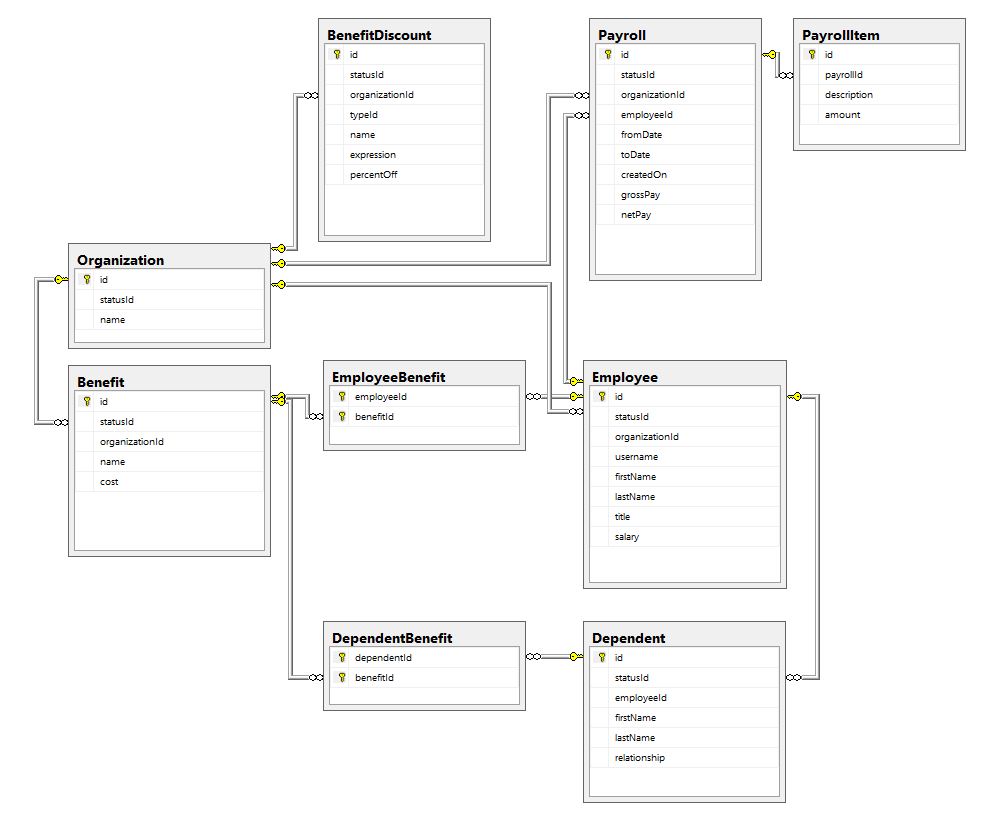 BenefitDiscount
id
statusId
organizationId
typeId
name
expression
percentOff
Payroll
id
statusId
organizationId
employeeId
fromDate
toDate
createdOn
grossPay
netPay
PayrollItem
id
payrollId
description
amount
Organization
id
statusId
name
Benefit
id
statusId
organizationId
name
cost
EmployeeBenefit
employeeId
benefitId
Employee
id
statusId
organizationId
username
firstName
lastName
title
salary
DependentBenefit
dependentId
benefitId
Dependent
id
statusId
employeeId
firstName
lastName
relationship